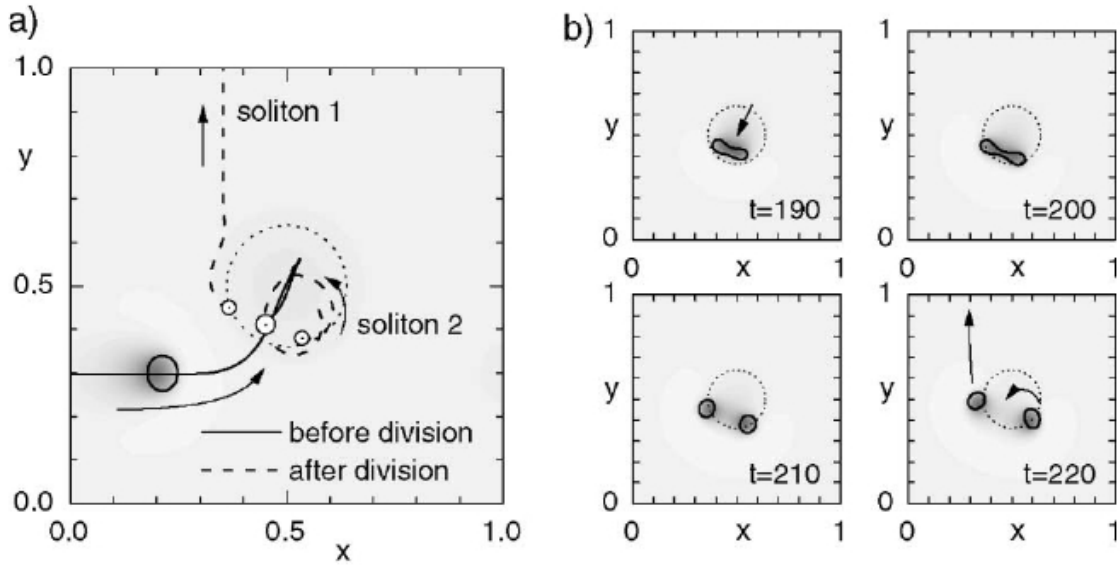 a)
1.0
y
0.5
0.0
0.0
0.5
1.0
x
soliton 1
soliton 2
before division
after division
b)
1
y
0
t=190
0
x
1
1
y
0
t=200
0
x
1
1
y
0
t=210
0
x
1
1
y
0
t=220
0
x
1